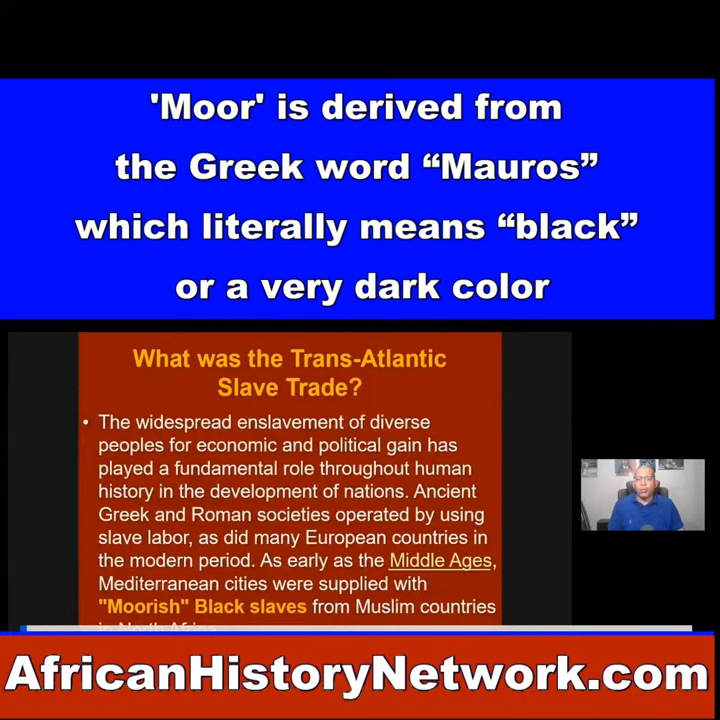 'Moor' is derived from
the Greek word “Mauros”
which literally means “black”
or a very dark color
What was the Trans-Atlantic
Slave Trade?
• The widespread enslavement of diverse
peoples for economic and political gain has
played a fundamental role throughout human
history in the development of nations. Ancient
Greek and Roman societies operated by using
slave labor, as did many European countries in
the modern period. As early as the Middle Ages,
Mediterranean cities were supplied with
"Moorish" Black slaves from Muslim countries
in North Africa
AfricanHistoryNetwork.com